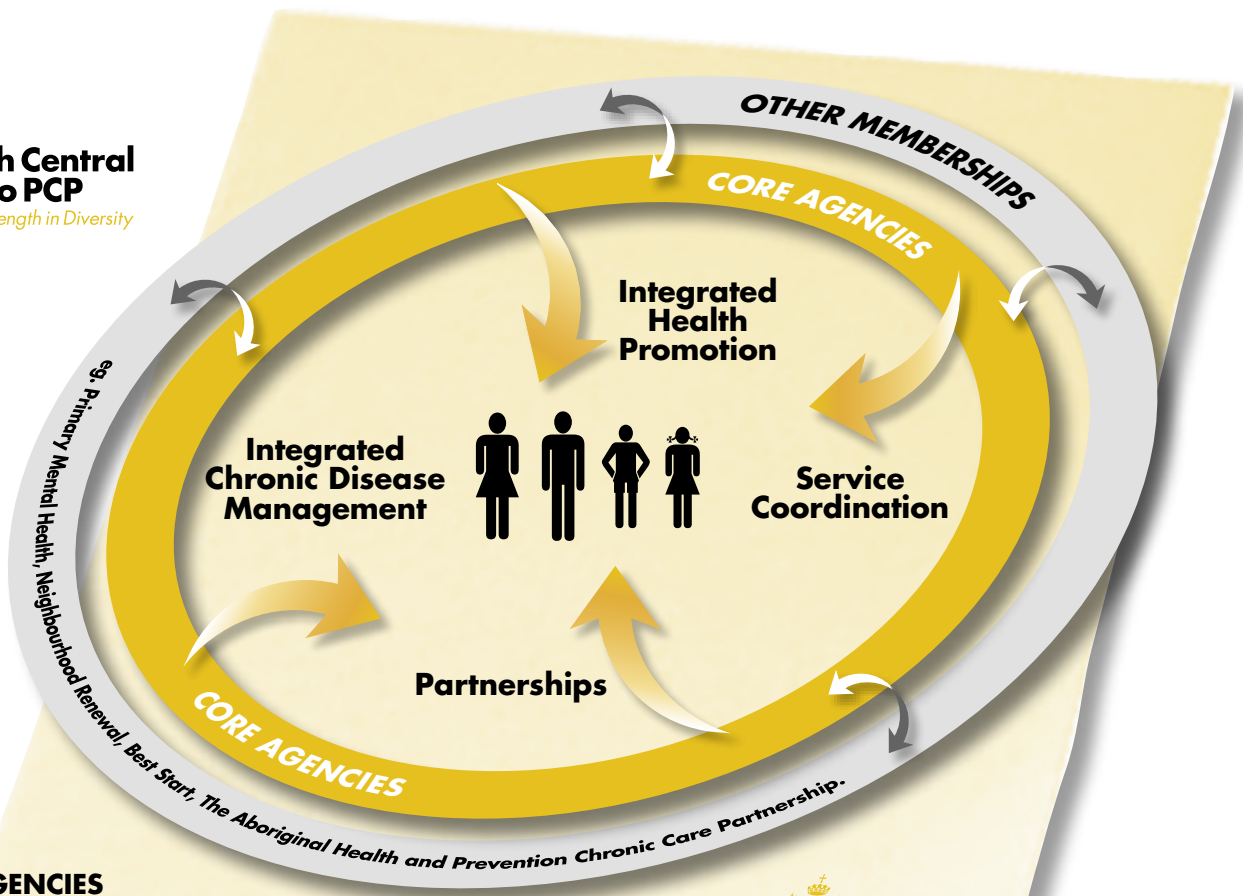 h Central
o PCP
ength in Diversity
OTHER MEMBERSHIPS
CORE AGENCIES
Integrated
Health
Promotion
Integrated
Chronic Disease
Management
Service
Coordination
Partnerships
CORE AGENCIES
eg. Primary Mental Health, Neighbourhood Renewal, Best Start, The Aboriginal Health and Prevention Chronic Care Partnership.
GENCIES